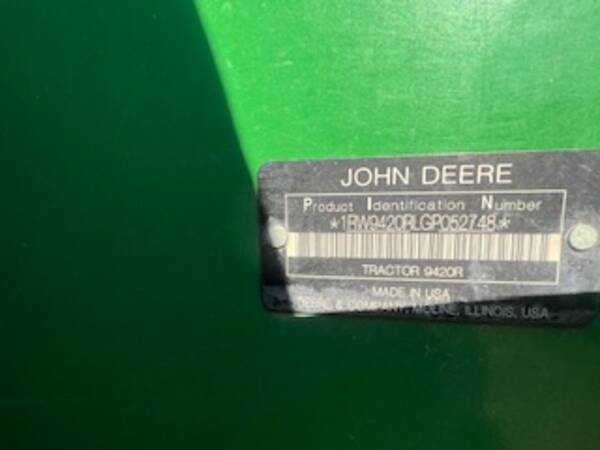 JOHN DEERE
Product Identification Number
*1RW9420RLGP052748*
TRACTOR 9420R
MADE IN USA
DEERE & COMPANY, MOLINE, ILLINOIS, USA